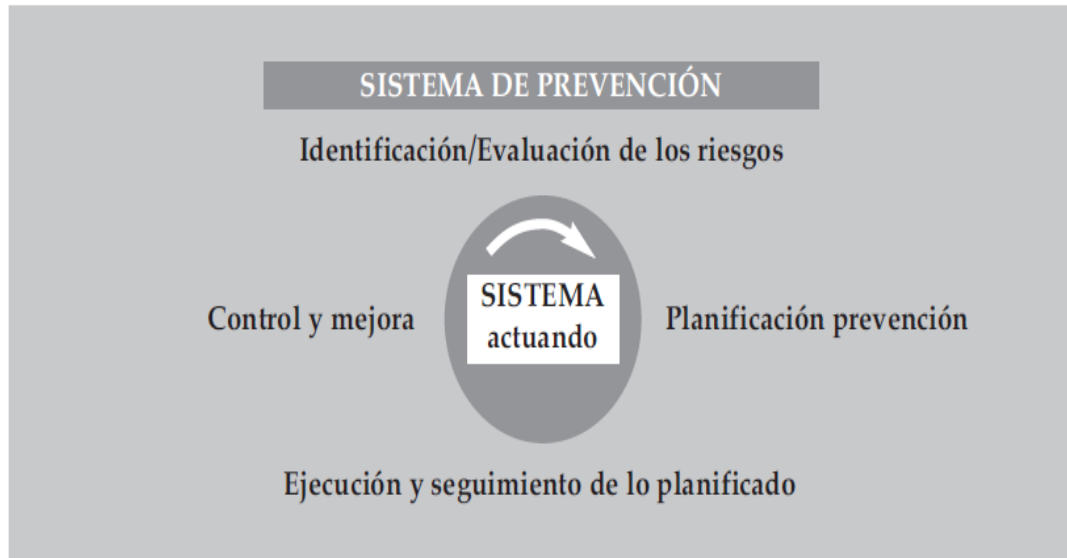 SISTEMA DE PREVENCIÓN
Identificación/Evaluación de los riesgos
Control y mejora
SISTEMA
actuando
Planificación prevención
Ejecución y seguimiento de lo planificado